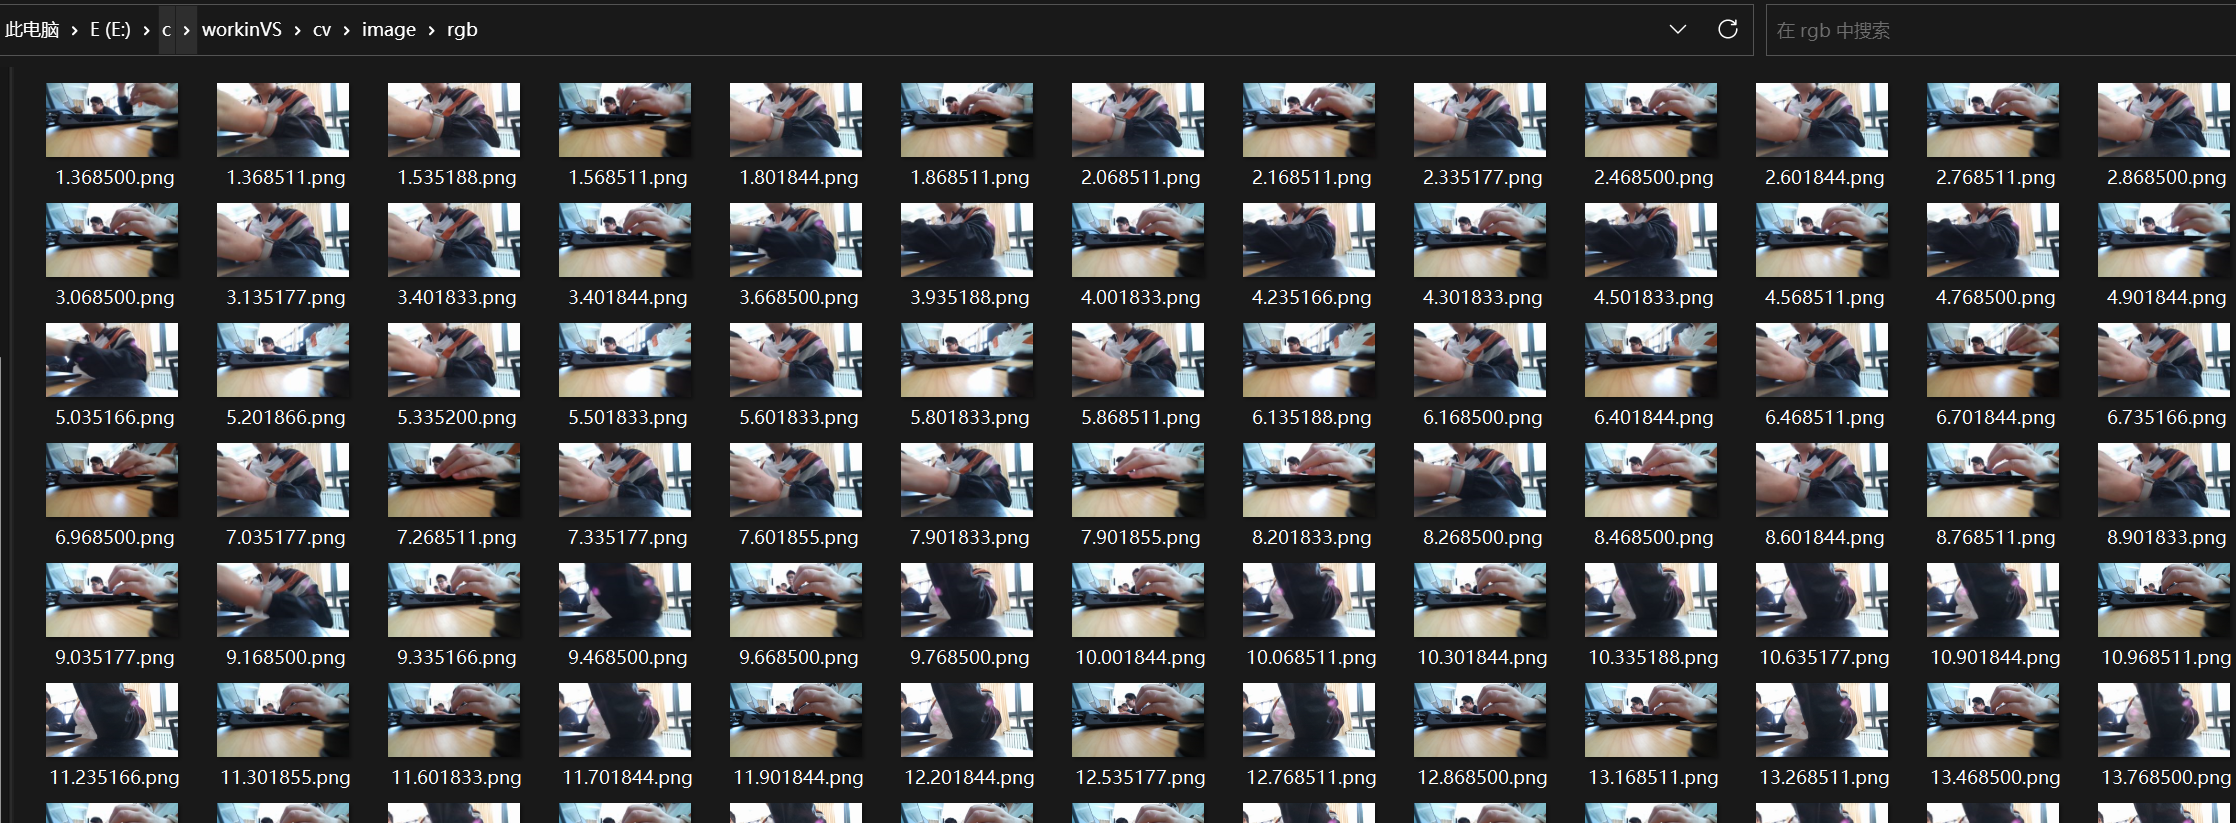 此电脑 > E (E:) > c > workinVS > cv > image > rgb
在 rgb 中搜索
1.368500.png 1.368511.png 1.535188.png 1.568511.png 1.801844.png 1.868511.png 2.068511.png 2.168511.png 2.335177.png 2.468500.png 2.601844.png 2.768511.png 2.868500.png
3.068500.png 3.135177.png 3.401833.png 3.401844.png 3.668500.png 3.935188.png 4.001833.png 4.235166.png 4.301833.png 4.501833.png 4.568511.png 4.768500.png 4.901844.png
5.035166.png 5.201866.png 5.335200.png 5.501833.png 5.601833.png 5.801833.png 5.868511.png 6.135188.png 6.168500.png 6.401844.png 6.468511.png 6.701844.png 6.735166.png
6.968500.png 7.035177.png 7.268511.png 7.335177.png 7.601855.png 7.901833.png 7.901855.png 8.201833.png 8.268500.png 8.468500.png 8.601844.png 8.768511.png 8.901833.png
9.035177.png 9.168500.png 9.335166.png 9.468500.png 9.668500.png 9.768500.png 10.001844.png 10.068511.png 10.301844.png 10.335188.png 10.635177.png 10.901844.png 10.968511.png
11.235166.png 11.301855.png 11.601833.png 11.701844.png 11.901844.png 12.201844.png 12.535177.png 12.768511.png 12.868500.png 13.168511.png 13.268511.png 13.468500.png 13.768500.png